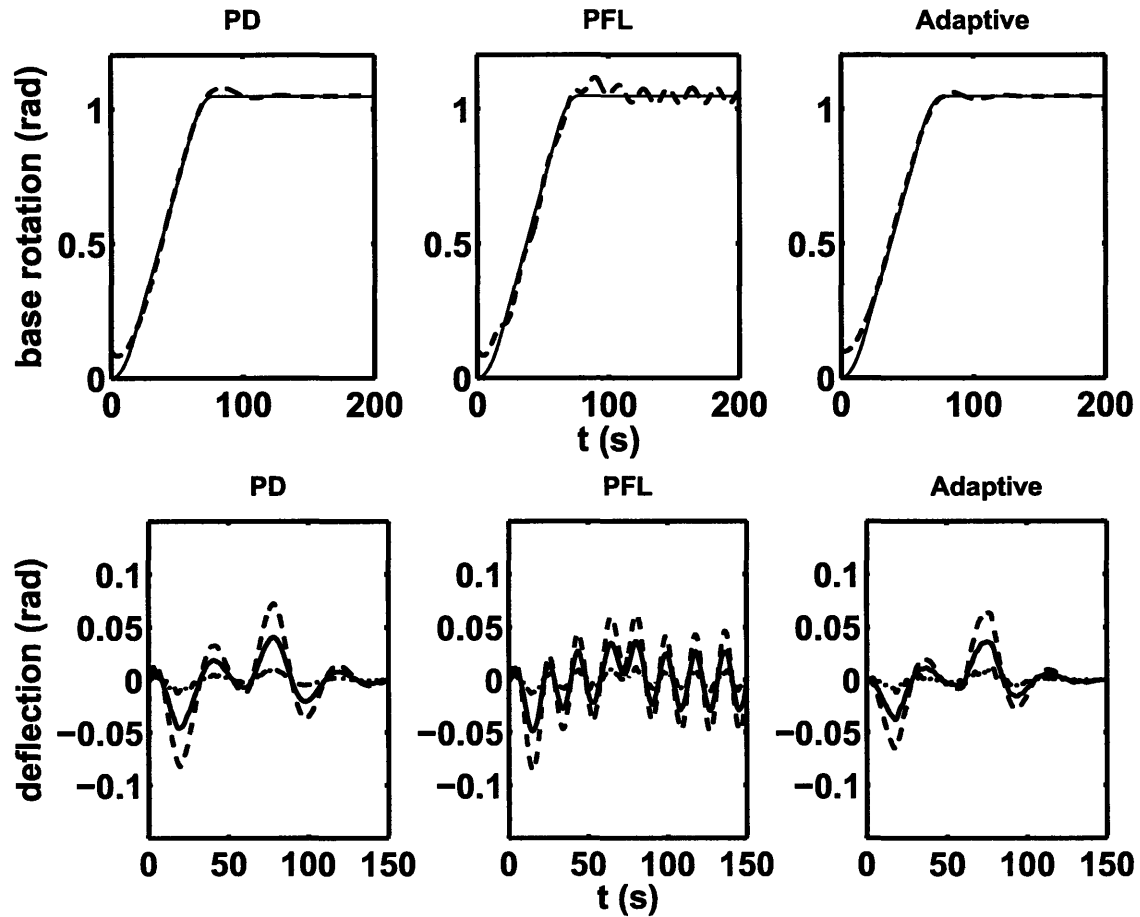 PD PFL Adaptive
base rotation (rad)
1 1 1
0.5 0.5 0.5
0 0 0
0 100 200 0 100 200 0 100 200
t (s)
PD PFL Adaptive
deflection (rad)
0.1 0.1 0.1
0.05 0.05 0.05
0 0 0
−0.05 −0.05 −0.05
−0.1 −0.1 −0.1
0 50 100 150 0 50 100 150 0 50 100 150
t (s)